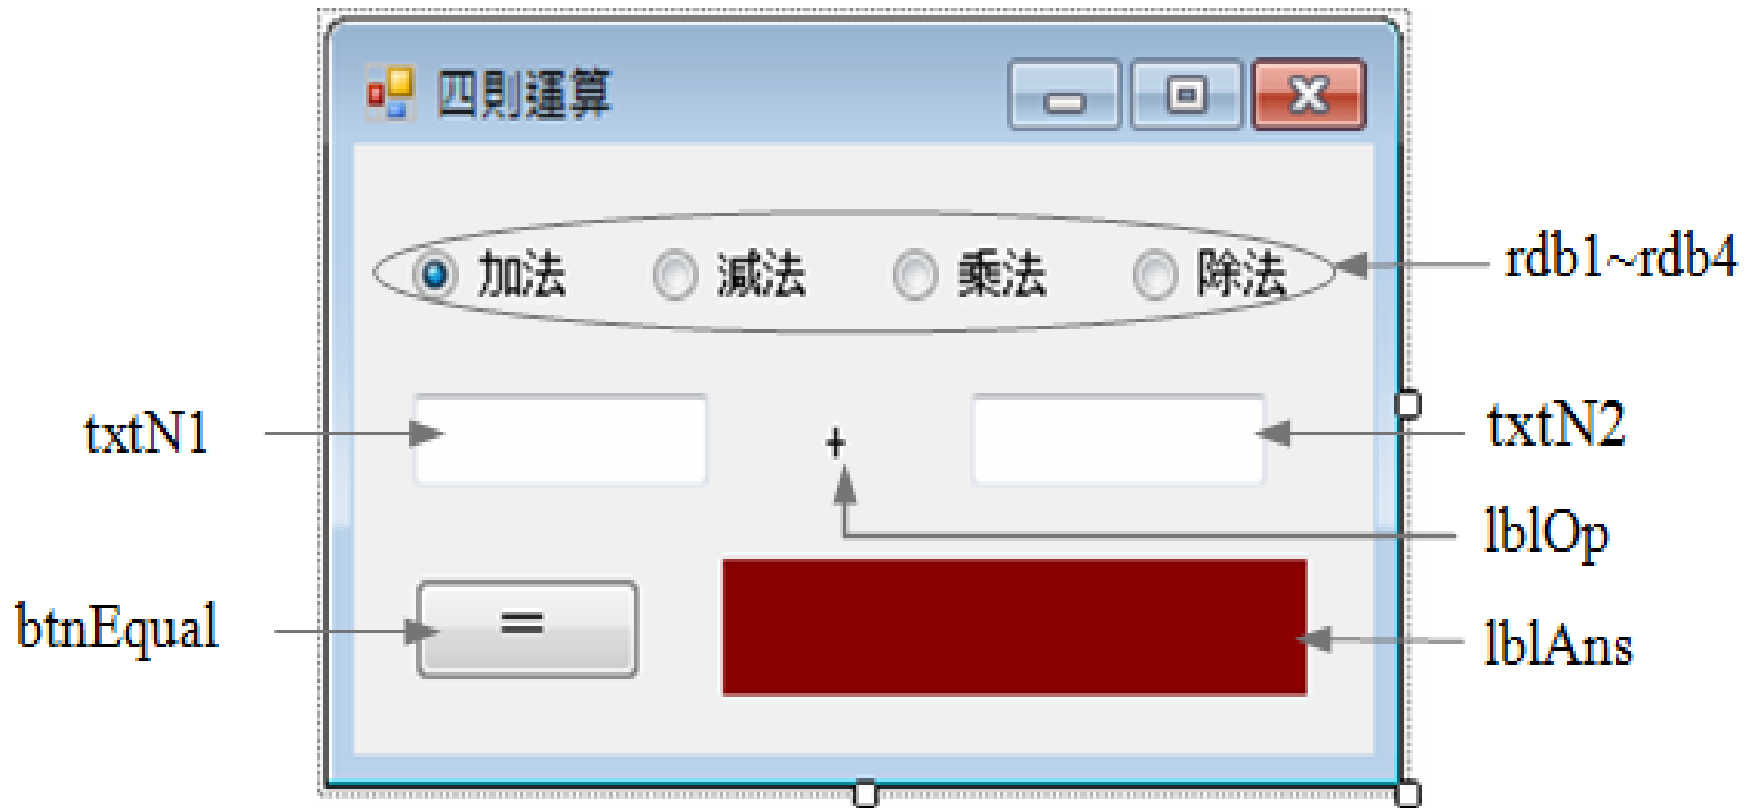 四則運算
加法 減法 乘法 除法
rdb1~rdb4
txtN1
+
txtN2
lblOp
btnEqual
=
lblAns